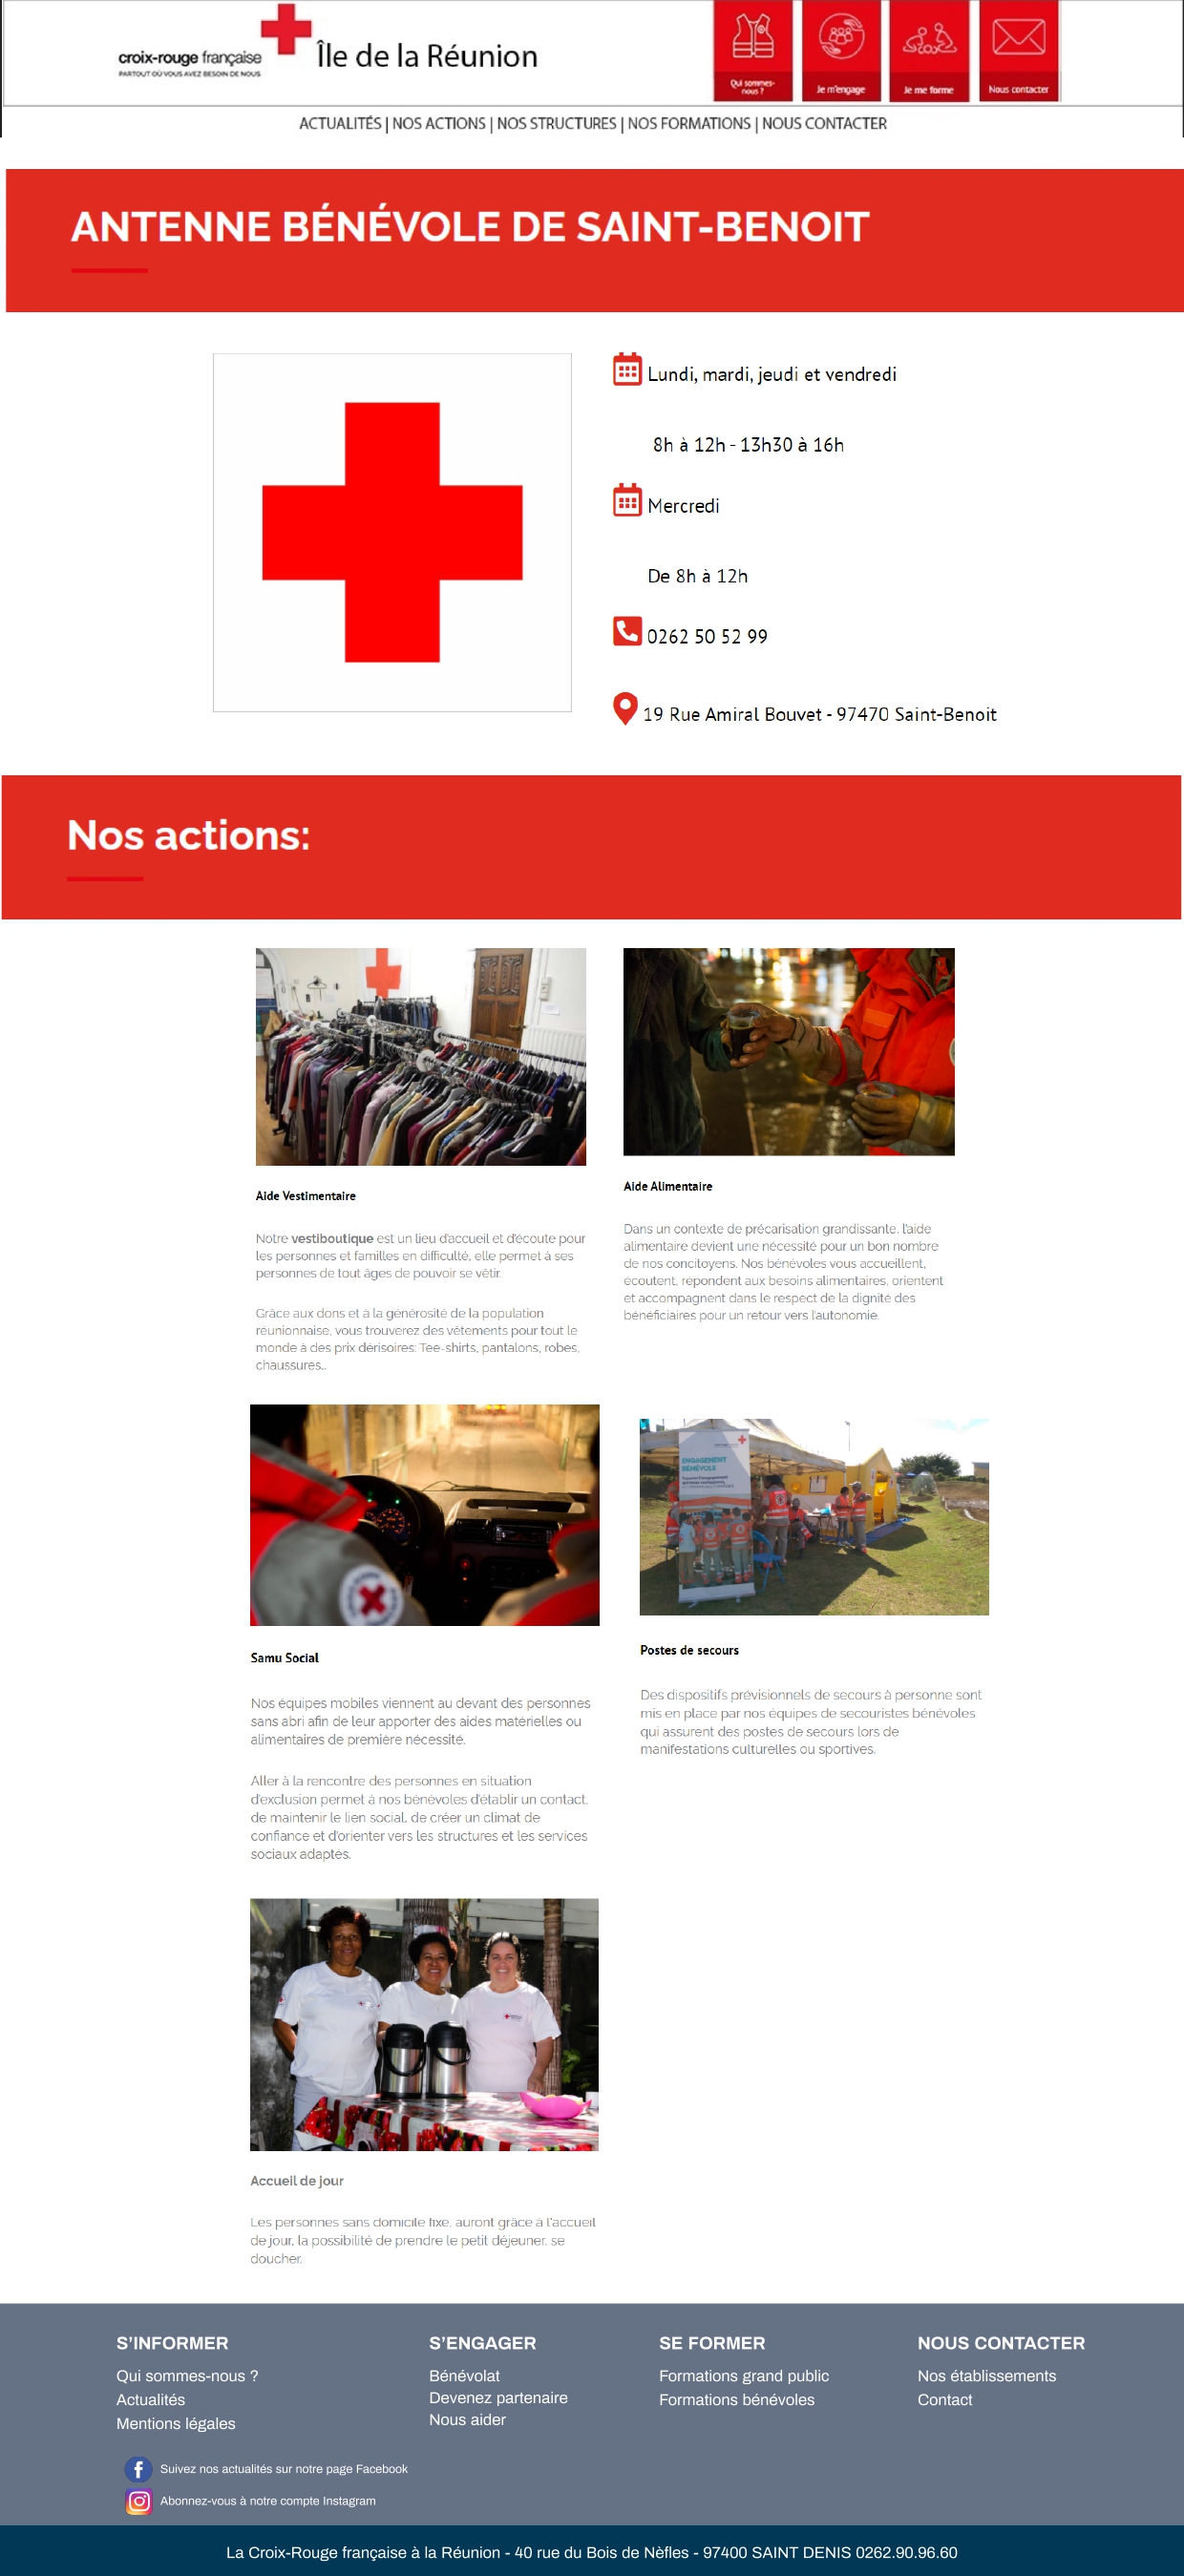 croix-rouge française
PARTOUT OÙ VOUS AVEZ BESOIN DE NOUS
Île de la Réunion
Qui sommes-
nous ?
Je m'engage
Je me forme
Nous contacter
ACTUALITÉS | NOS ACTIONS | NOS STRUCTURES | NOS FORMATIONS | NOUS CONTACTER
ANTENNE BÉNÉVOLE DE SAINT-BENOIT
Lundi, mardi, jeudi et vendredi
8h à 12h - 13h30 à 16h
Mercredi
De 8h à 12h
0262 50 52 99
19 Rue Amiral Bouvet - 97470 Saint-Benoit
Nos actions:
Aide Vestimentaire
Notre vestiboutique est un lieu d'accueil et d'écoute pour
les personnes et familles en difficulté, elle permet à ses
personnes de tout âges de pouvoir se vêtir.
Grâce aux dons et à la générosité de la population
réunionnaise, vous trouverez des vêtements pour tout le
monde à des prix dérisoires: Tee-shirts, pantalons, robes,
chaussures…
Aide Alimentaire
Dans un contexte de précarisation grandissante, l'aide
alimentaire devient une nécessité pour un bon nombre
de nos concitoyens. Nos bénévoles vous accueillent,
écoutent, répondent aux besoins alimentaires, orientent
et accompagnent dans le respect de la dignité des
bénéficiaires pour un retour vers l'autonomie.
ENGAGEMENT
BÉNÉVOLE
Samu Social
Nos équipes mobiles viennent au devant des personnes
sans abri afin de leur apporter des aides matérielles ou
alimentaires de première nécessité.
Aller à la rencontre des personnes en situation
d'exclusion permet à nos bénévoles d'établir un contact,
de maintenir le lien social, de créer un climat de
confiance et d'orienter vers les structures et les services
sociaux adaptés.
Postes de secours
Des dispositifs prévisionnels de secours à personne sont
mis en place par nos équipes de secouristes bénévoles
qui assurent des postes de secours lors de
manifestations culturelles ou sportives.
Accueil de jour
Les personnes sans domicile fixe, auront grâce à l'accueil
de jour, la possibilité de prendre le petit déjeuner, se
doucher.
S'INFORMER
Qui sommes-nous ?
Actualités
Mentions légales
S'ENGAGER
Bénévolat
Devenez partenaire
Nous aider
SE FORMER
Formations grand public
Formations bénévoles
NOUS CONTACTER
Nos établissements
Contact
Suivez nos actualités sur notre page Facebook
Abonnez-vous à notre compte Instagram
La Croix-Rouge française à la Réunion - 40 rue du Bois de Nèfles - 97400 SAINT DENIS 0262.90.96.60